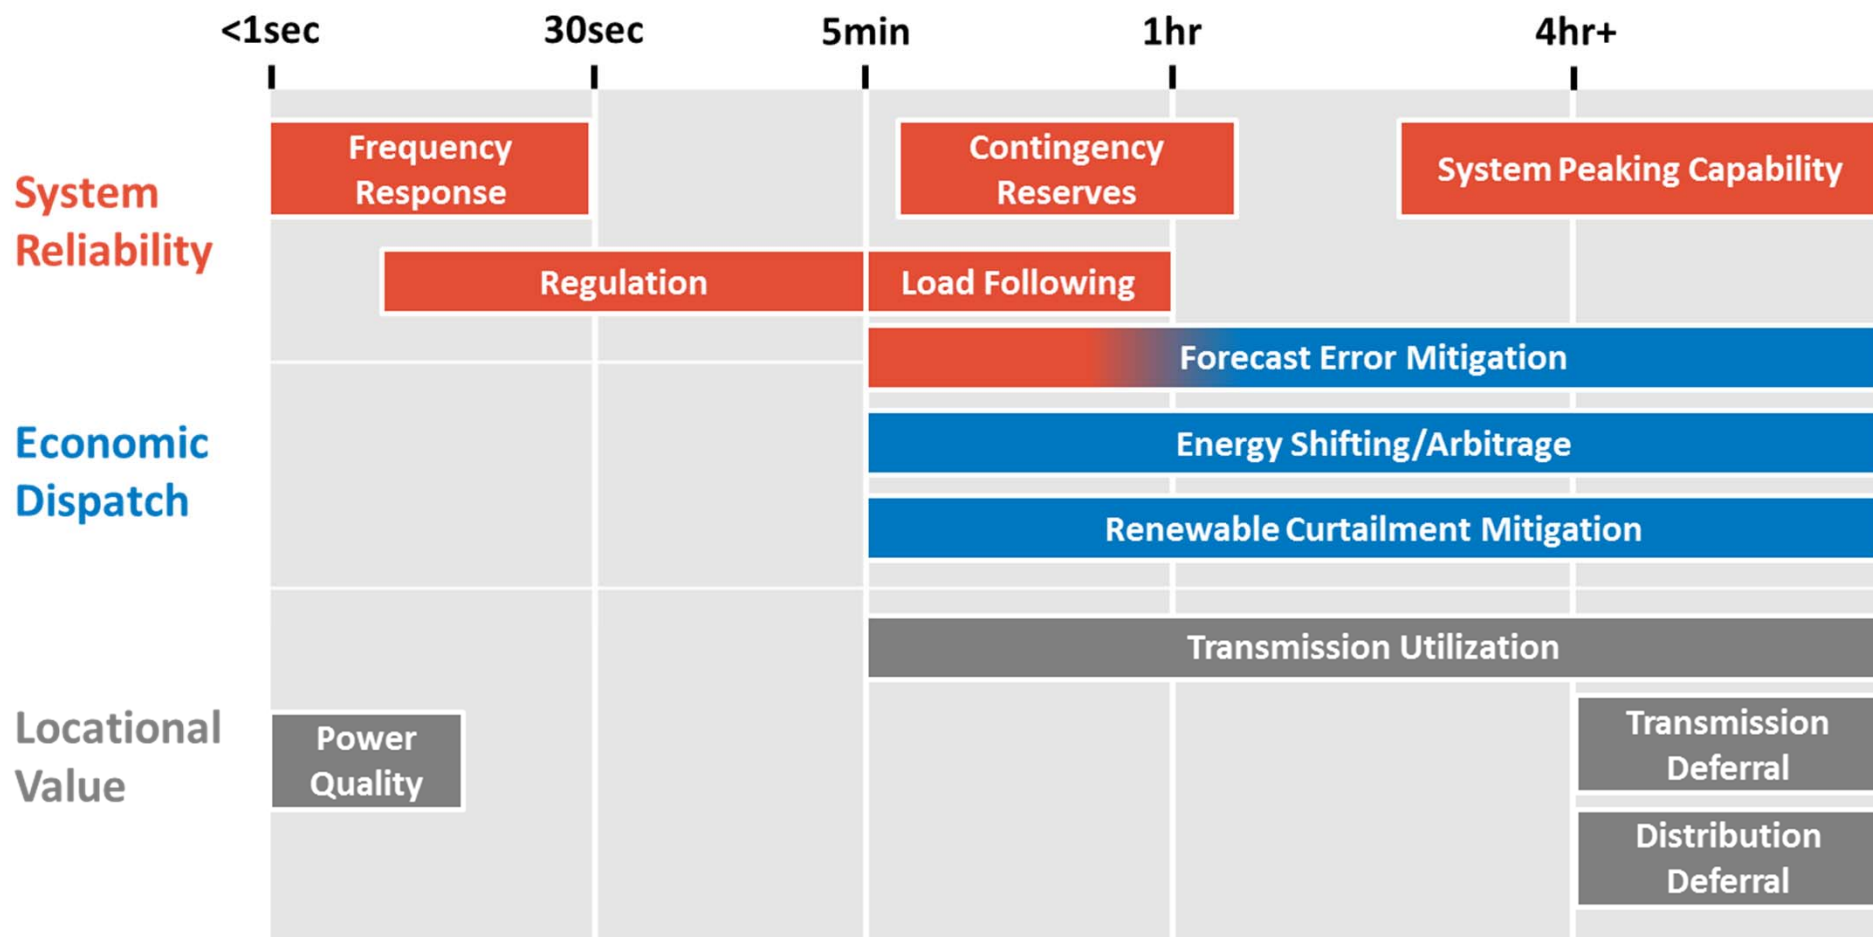 <1sec 30sec 5min 1hr 4hr+
System
Reliability
Frequency
Response
Contingency
Reserves
System Peaking Capability
Regulation
Load Following
Forecast Error Mitigation
Economic
Dispatch
Energy Shifting/Arbitrage
Renewable Curtailment Mitigation
Transmission Utilization
Locational
Value
Power
Quality
Transmission
Deferral
Distribution
Deferral